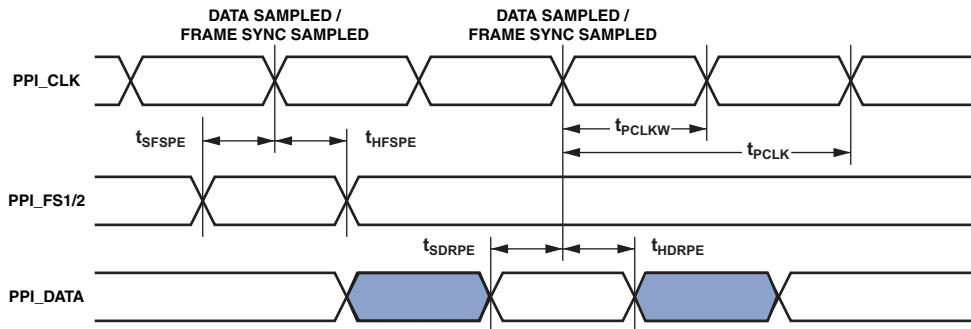 DATA SAMPLED /
FRAME SYNC SAMPLED
DATA SAMPLED /
FRAME SYNC SAMPLED
PPI_CLK
tSFSPE
tHFSPE
tPCLKW
tPCLK
PPI_FS1/2
tSDRPE
tHDRPE
PPI_DATA